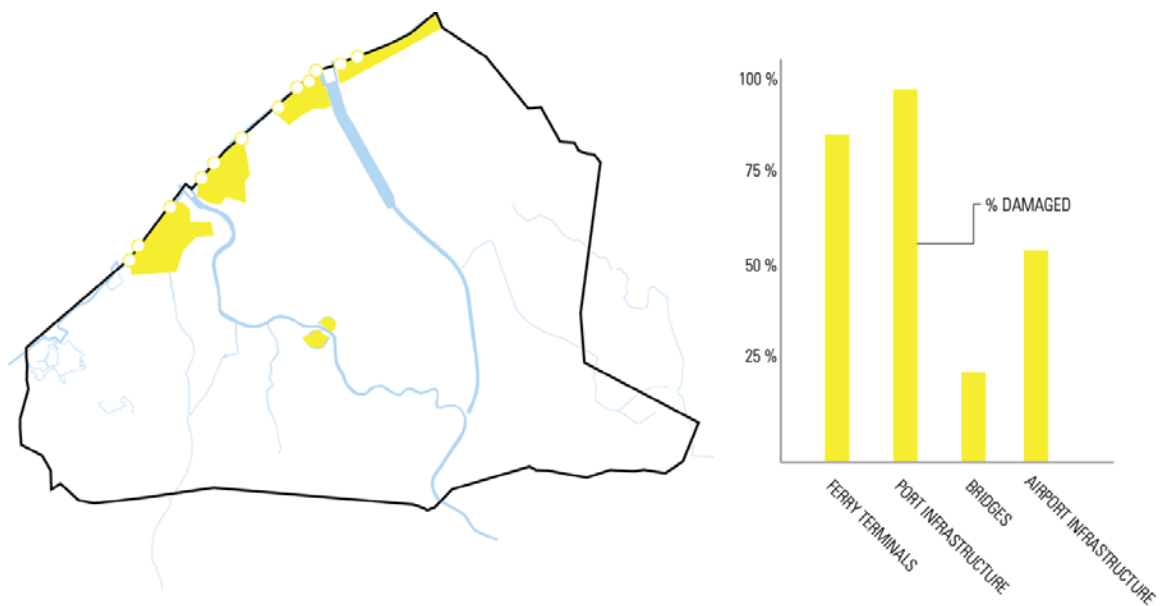 100 %
75 %
50 %
25 %
% DAMAGED
FERRY TERMINALS
PORT INFRASTRUCTURE
BRIDGES
AIRPORT INFRASTRUCTURE